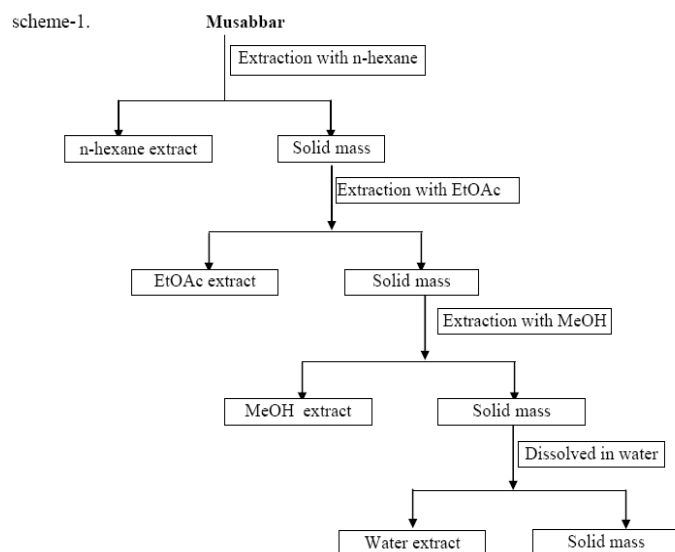 scheme-1. Musabbar
Extraction with n-hexane
n-hexane extract Solid mass
Extraction with EtOAc
EtOAc extract Solid mass
Extraction with MeOH
MeOH extract Solid mass
Dissolved in water
Water extract Solid mass